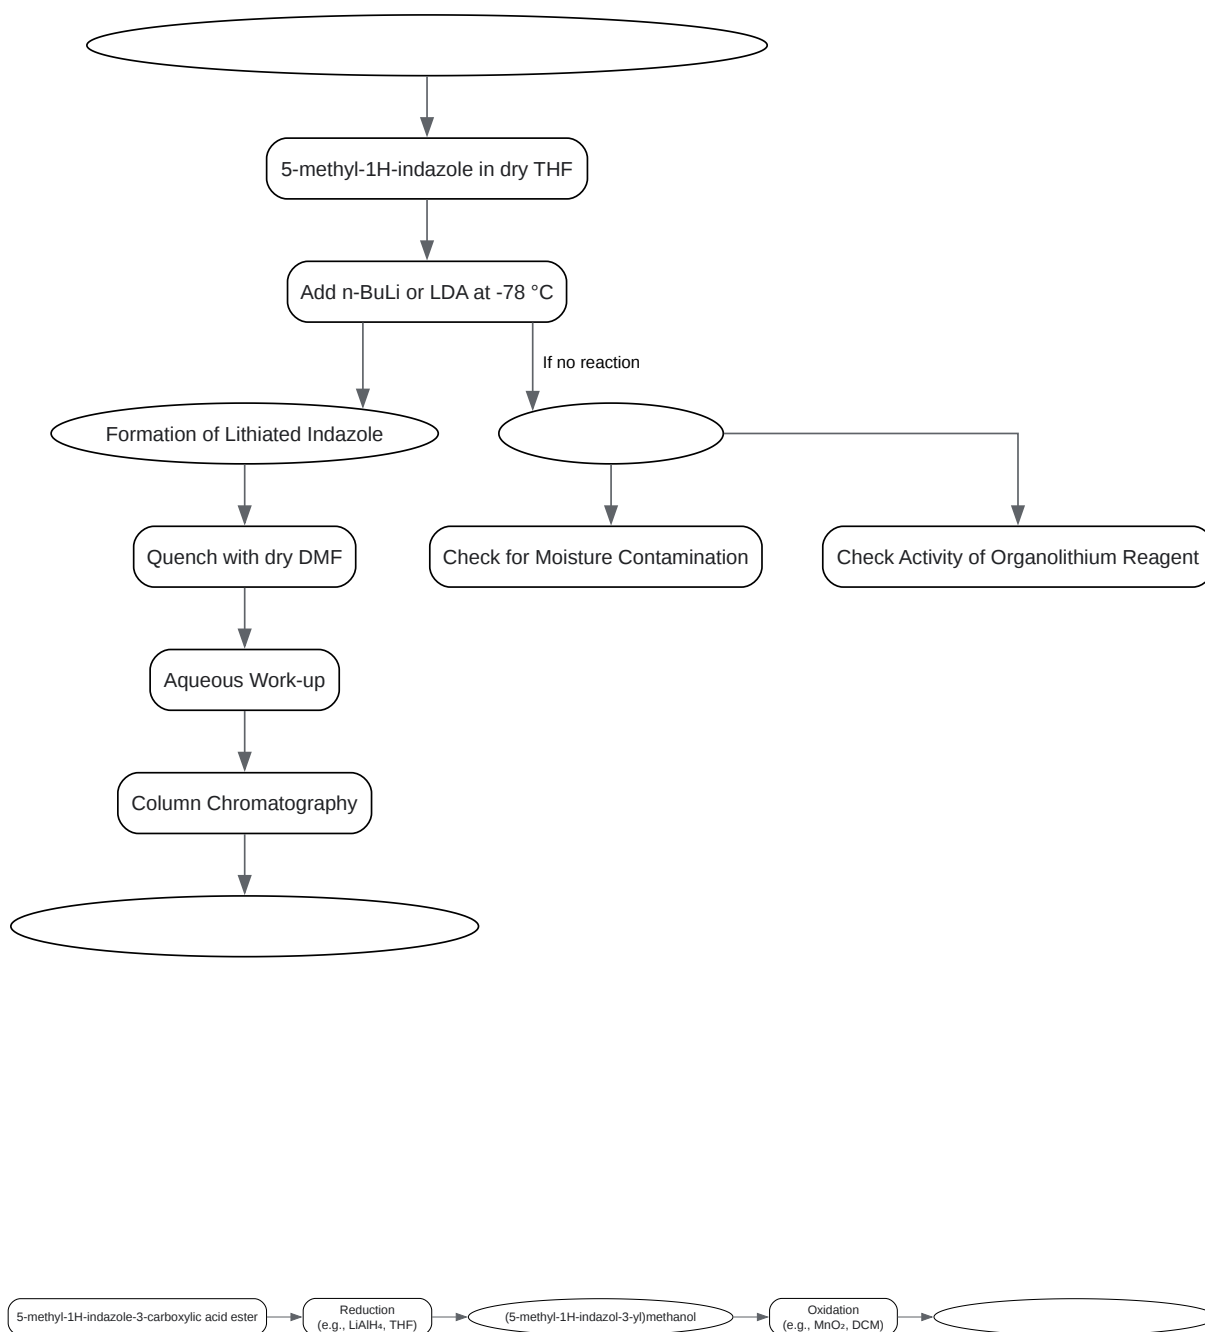 5-methyl-1H-indazole in dry THF
Add n-BuLi or LDA at -78 °C
If no reaction
Formation of Lithiated Indazole
Quench with dry DMF
Check for Moisture Contamination
Check Activity of Organolithium Reagent
Aqueous Work-up
Column Chromatography
5-methyl-1H-indazole-3-carboxylic acid ester
Reduction
(e.g., LiAlH₄, THF)
(5-methyl-1H-indazol-3-yl)methanol
Oxidation
(e.g., MnO₂, DCM)